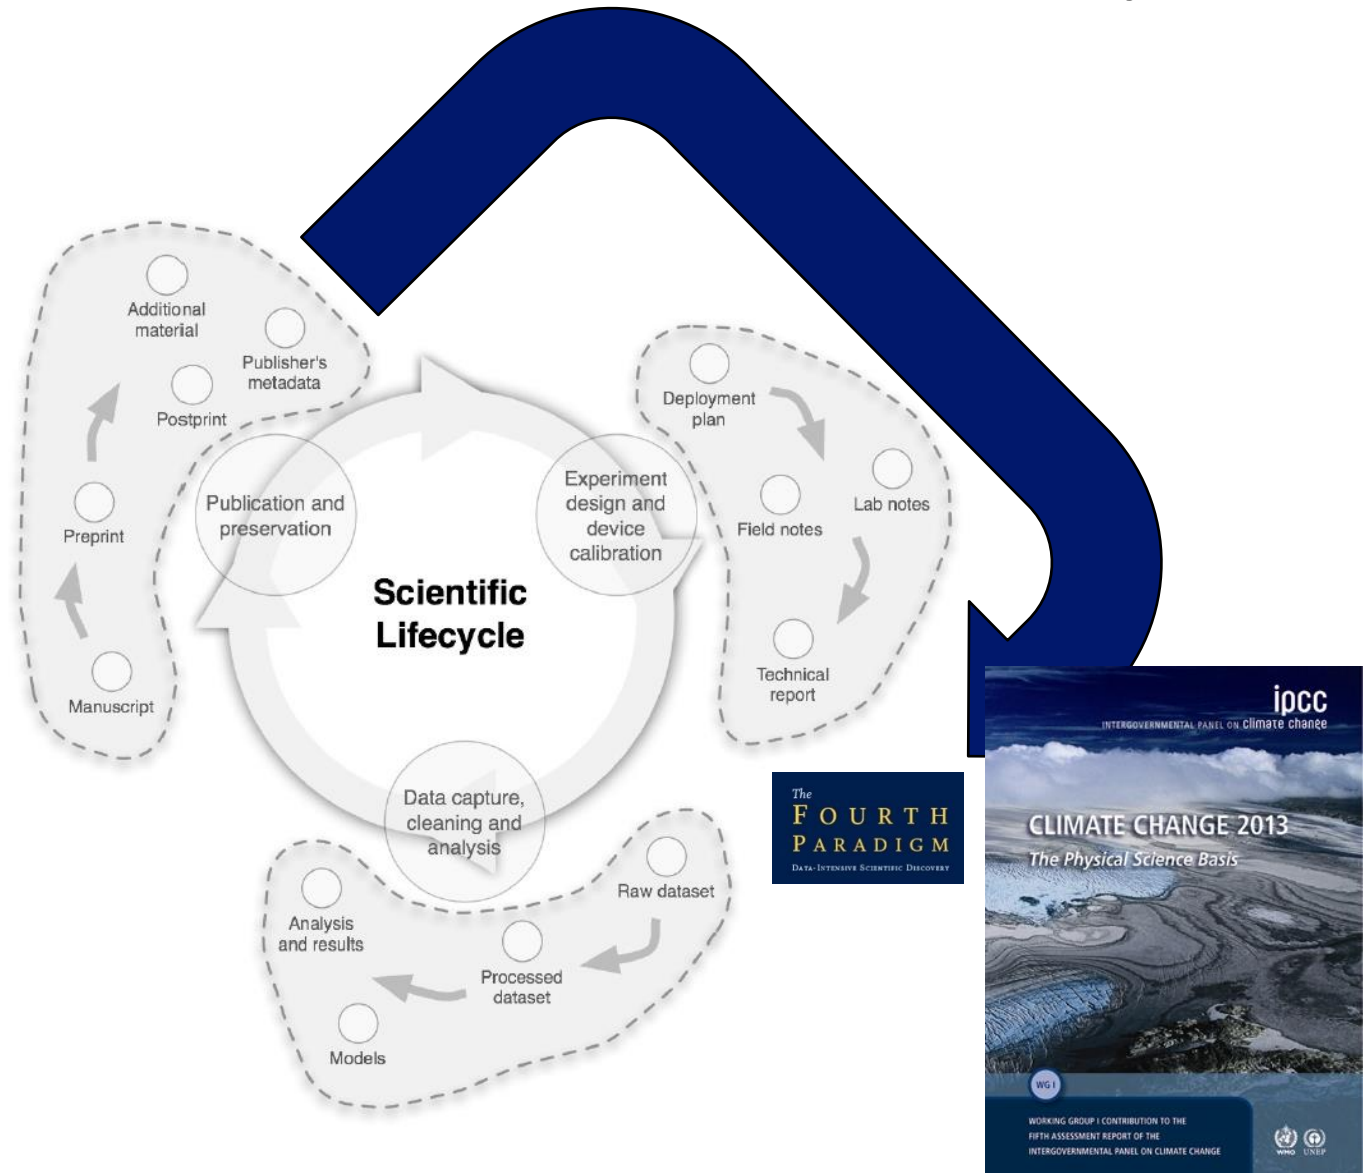 Additional
material
Publisher's
metadata
Postprint
Preprint
Manuscript
Publication and
preservation
Scientific
Lifecycle
Experiment
design and
device
calibration
Deployment
plan
Lab notes
Field notes
Technical
report
Data capture,
cleaning and
analysis
Raw dataset
Processed
dataset
Analysis
and results
Models
The
FOURTH
PARADIGM
DATA-INTENSIVE SCIENTIFIC DISCOVERY
ipcc
INTERGOVERNMENTAL PANEL ON climate change
CLIMATE CHANGE 2013
The Physical Science Basis
WG I
WORKING GROUP I CONTRIBUTION TO THE
FIFTH ASSESSMENT REPORT OF THE
INTERGOVERNMENTAL PANEL ON CLIMATE CHANGE
WMO UNEP